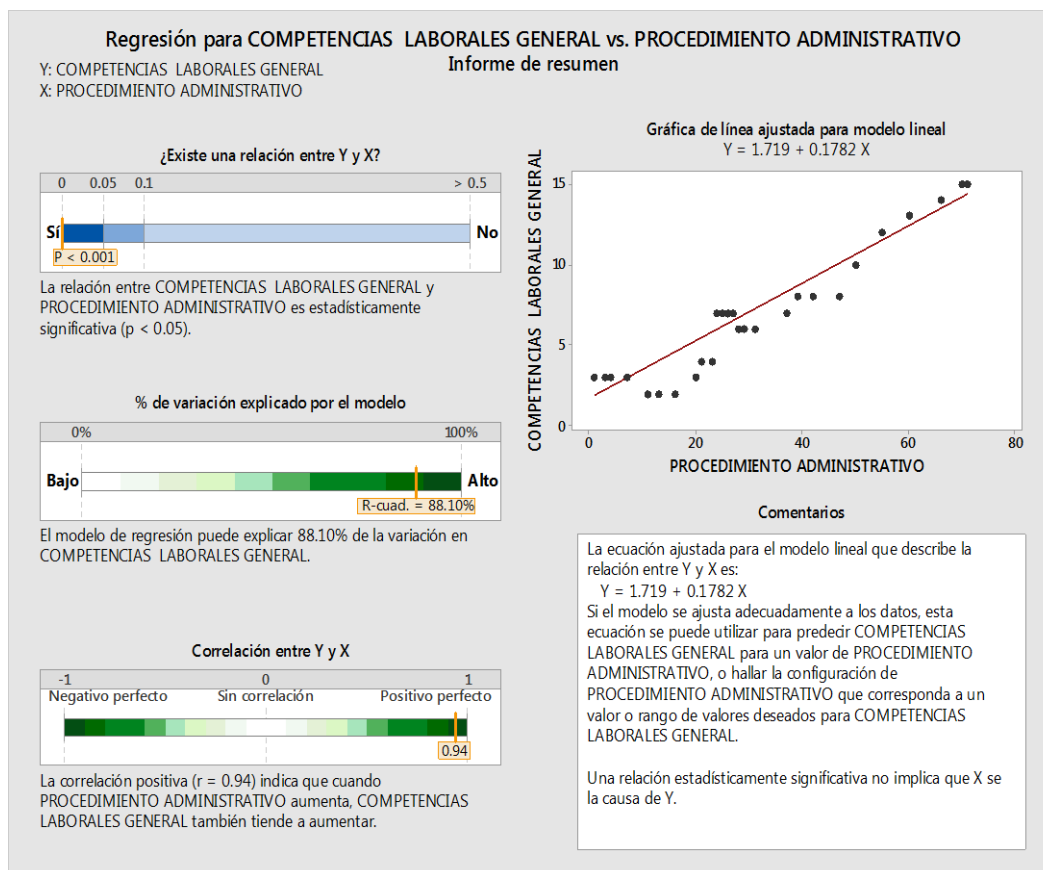 Regresión para COMPETENCIAS  LABORALES GENERAL vs. PROCEDIMIENTO ADMINISTRATIVO
Informe de resumen
Y: COMPETENCIAS  LABORALES GENERAL
X: PROCEDIMIENTO ADMINISTRATIVO
¿Existe una relación entre Y y X?
0 0.05 0.1 > 0.5
Sí No
P < 0.001
La relación entre COMPETENCIAS  LABORALES GENERAL y
PROCEDIMIENTO ADMINISTRATIVO es estadísticamente
significativa (p < 0.05).
% de variación explicado por el modelo
0% 100%
Bajo Alto
R-cuad. = 88.10%
El modelo de regresión puede explicar 88.10% de la variación en
COMPETENCIAS  LABORALES GENERAL.
Correlación entre Y y X
-1 0 1
Negativo perfecto Sin correlación Positivo perfecto
0.94
La correlación positiva (r = 0.94) indica que cuando
PROCEDIMIENTO ADMINISTRATIVO aumenta, COMPETENCIAS
LABORALES GENERAL también tiende a aumentar.
Gráfica de línea ajustada para modelo lineal
Y = 1.719 + 0.1782 X
COMPETENCIAS  LABORALES GENERAL
15
10
5
0
0 20 40 60 80
PROCEDIMIENTO ADMINISTRATIVO
Comentarios
La ecuación ajustada para el modelo lineal que describe la
relación entre Y y X es:
Y = 1.719 + 0.1782 X
Si el modelo se ajusta adecuadamente a los datos, esta
ecuación se puede utilizar para predecir COMPETENCIAS
LABORALES GENERAL para un valor de PROCEDIMIENTO
ADMINISTRATIVO, o hallar la configuración de
PROCEDIMIENTO ADMINISTRATIVO que corresponda a un
valor o rango de valores deseados para COMPETENCIAS
LABORALES GENERAL.
Una relación estadísticamente significativa no implica que X se
la causa de Y.